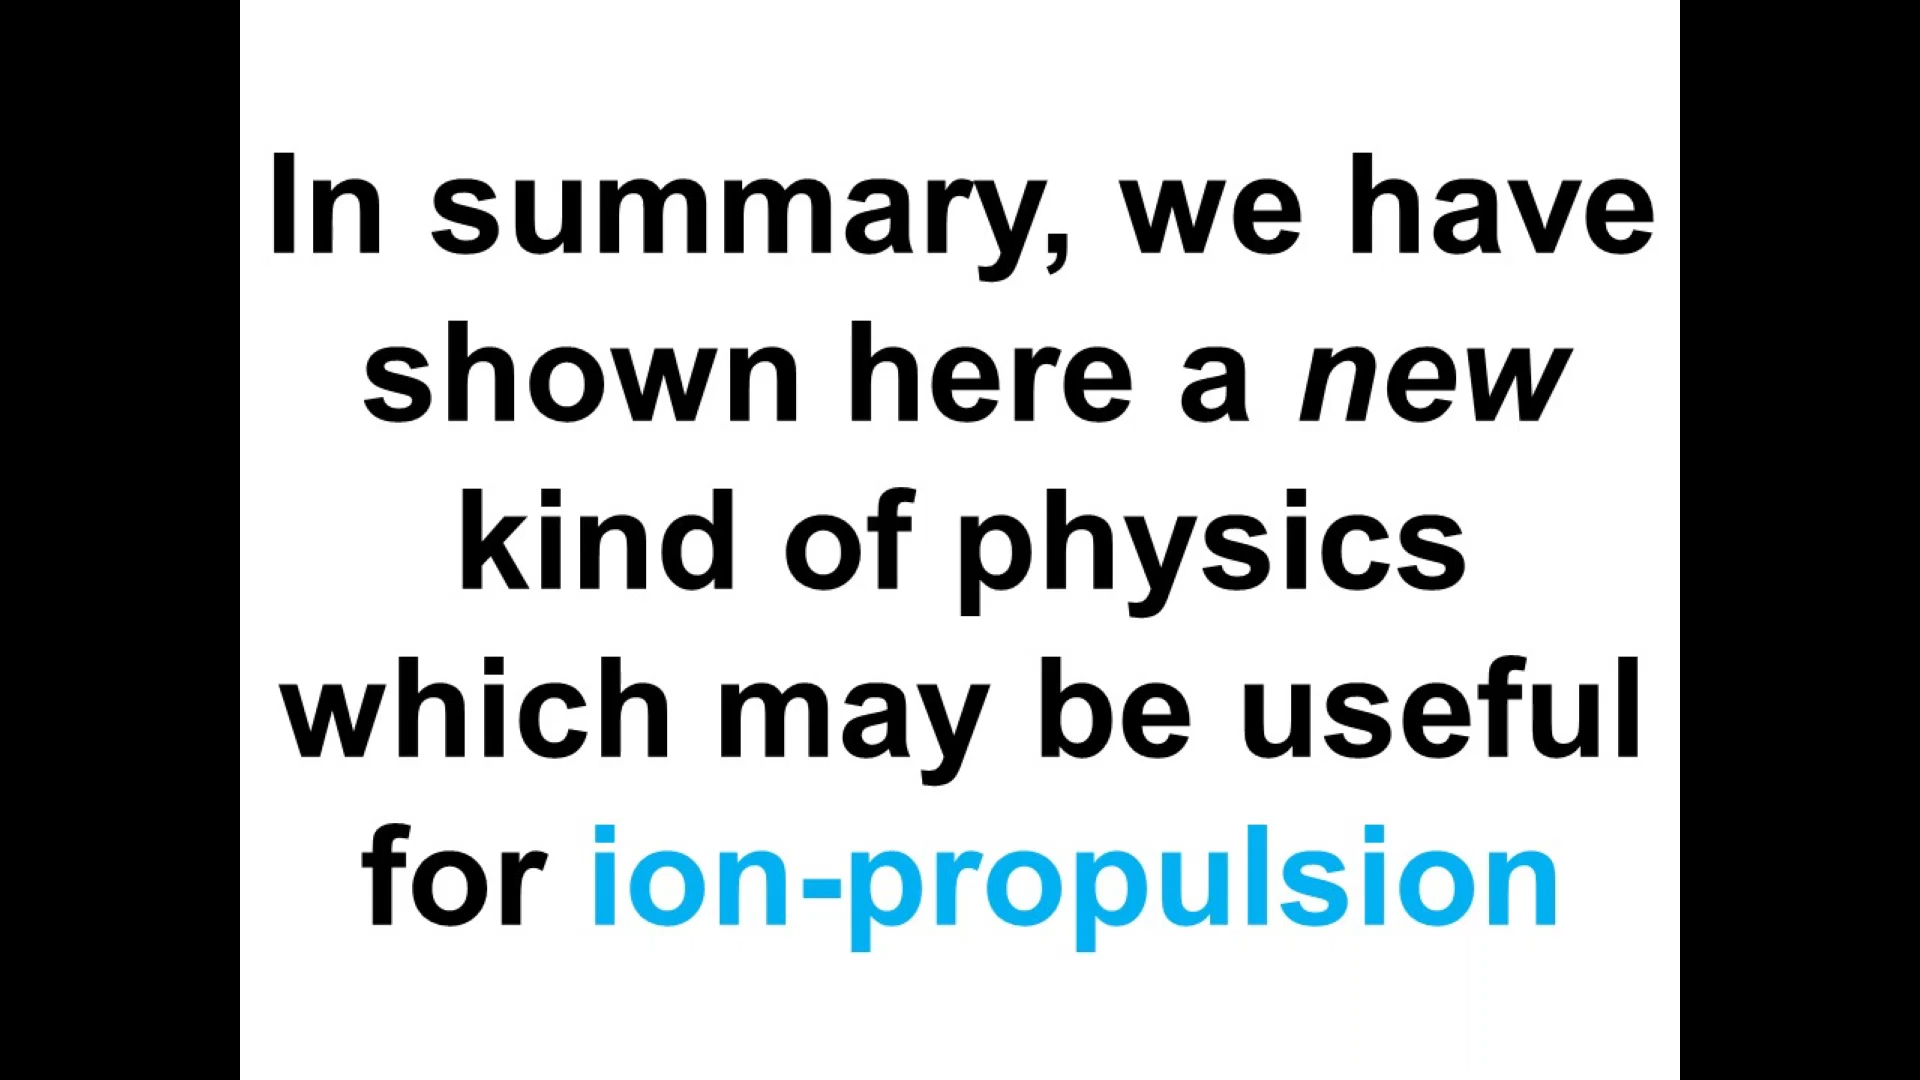 In summary, we have
shown here a new
kind of physics
which may be useful
for ion-propulsion